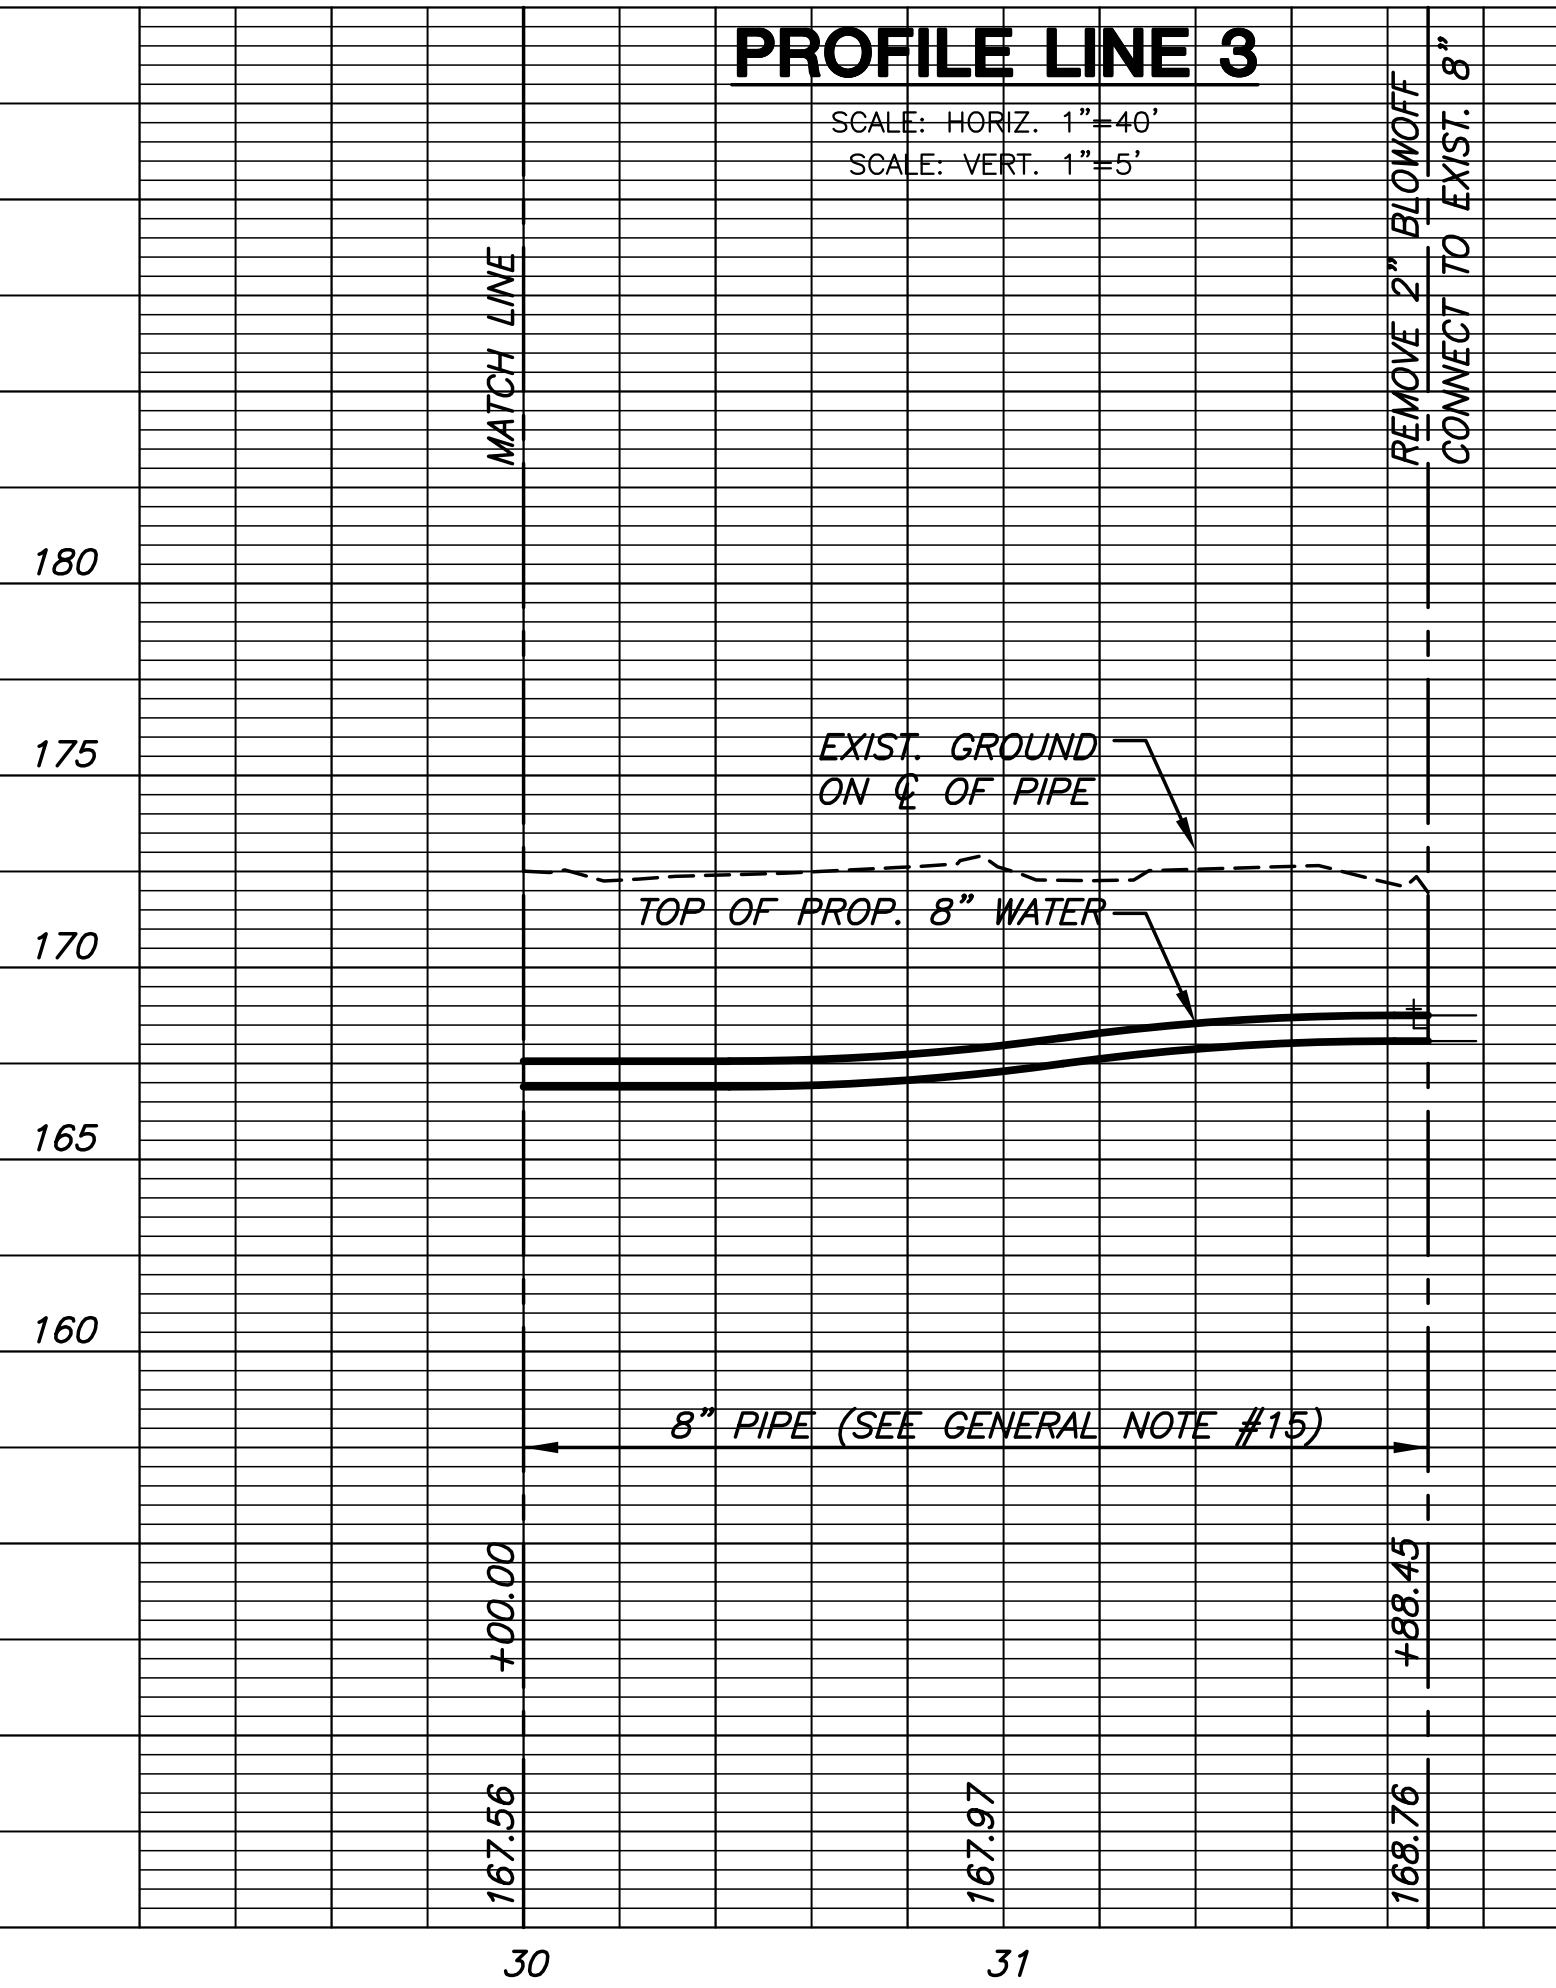 PROFILE LINE 3
SCALE: HORIZ. 1"=40'
SCALE: VERT. 1"=5'
MATCH LINE
REMOVE 2" BLOWOFF
CONNECT TO EXIST. 8"
180
175
EXIST. GROUND
ON ℄ OF PIPE
TOP OF PROP. 8" WATER
170
165
160
8" PIPE (SEE GENERAL NOTE #15)
+00.00
+88.45
167.56
167.97
168.76
30
31